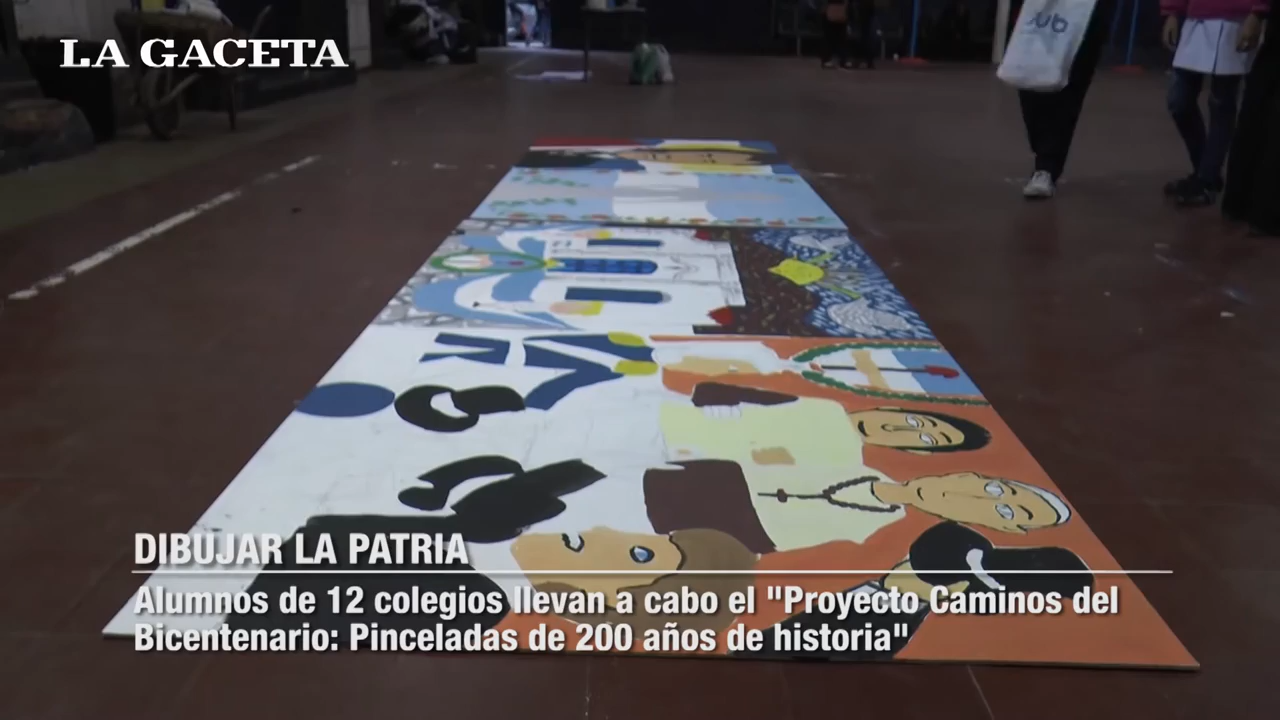 LA GACETA
ub
DIBUJAR LA PATRIA
Alumnos de 12 colegios llevan a cabo el "Proyecto Caminos del
Bicentenario: Pinceladas de 200 años de historia"